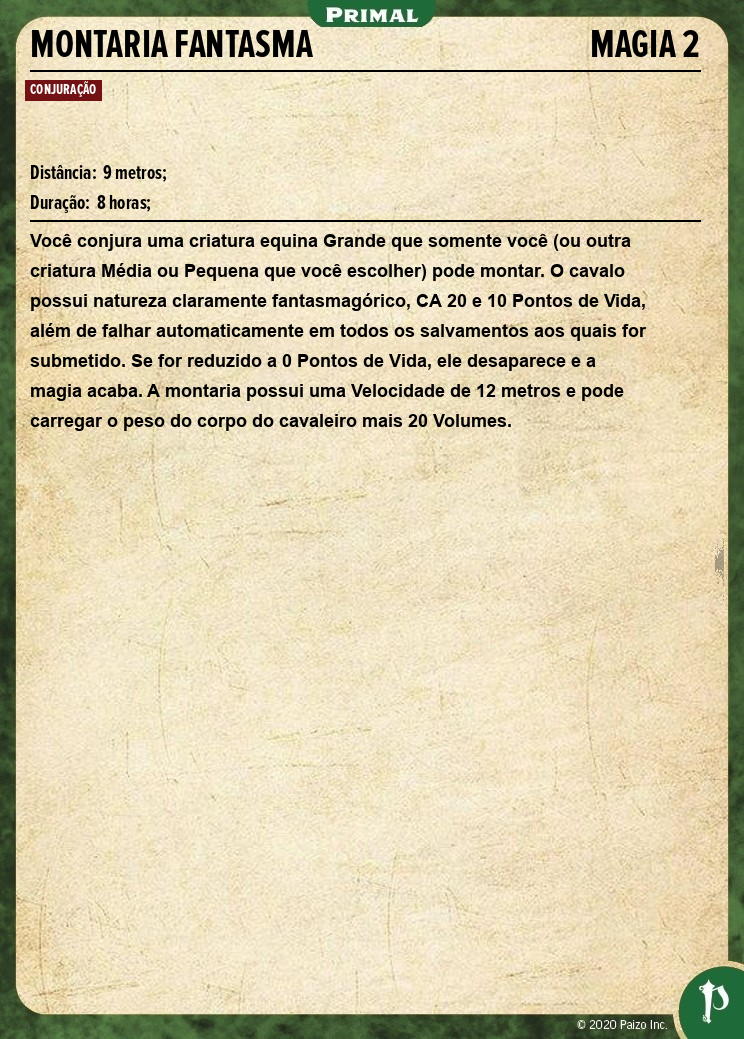 PRIMAL
MONTARIA FANTASMA MAGIA 2
CONJURAÇÃO
Distância: 9 metros;
Duração: 8 horas;
Você conjura uma criatura equina Grande que somente você (ou outra
criatura Média ou Pequena que você escolher) pode montar. O cavalo
possui natureza claramente fantasmagórico, CA 20 e 10 Pontos de Vida,
além de falhar automaticamente em todos os salvamentos aos quais for
submetido. Se for reduzido a 0 Pontos de Vida, ele desaparece e a
magia acaba. A montaria possui uma Velocidade de 12 metros e pode
carregar o peso do corpo do cavaleiro mais 20 Volumes.
© 2020 Paizo Inc.
P